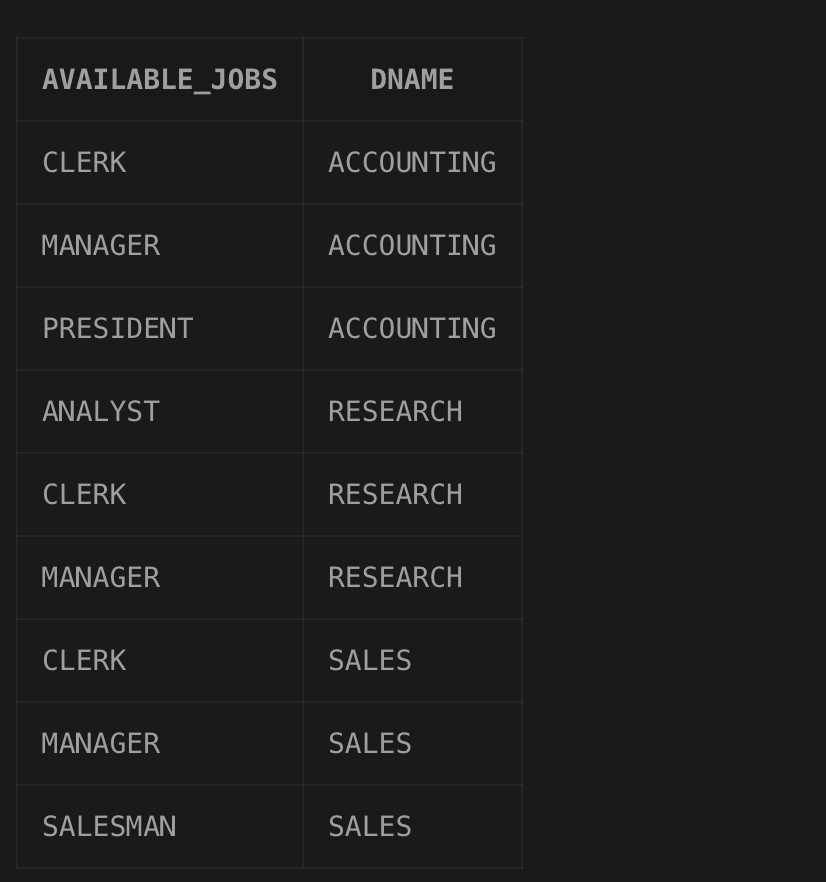 AVAILABLE_JOBS DNAME
CLERK ACCOUNTING
MANAGER ACCOUNTING
PRESIDENT ACCOUNTING
ANALYST RESEARCH
CLERK RESEARCH
MANAGER RESEARCH
CLERK SALES
MANAGER SALES
SALESMAN SALES